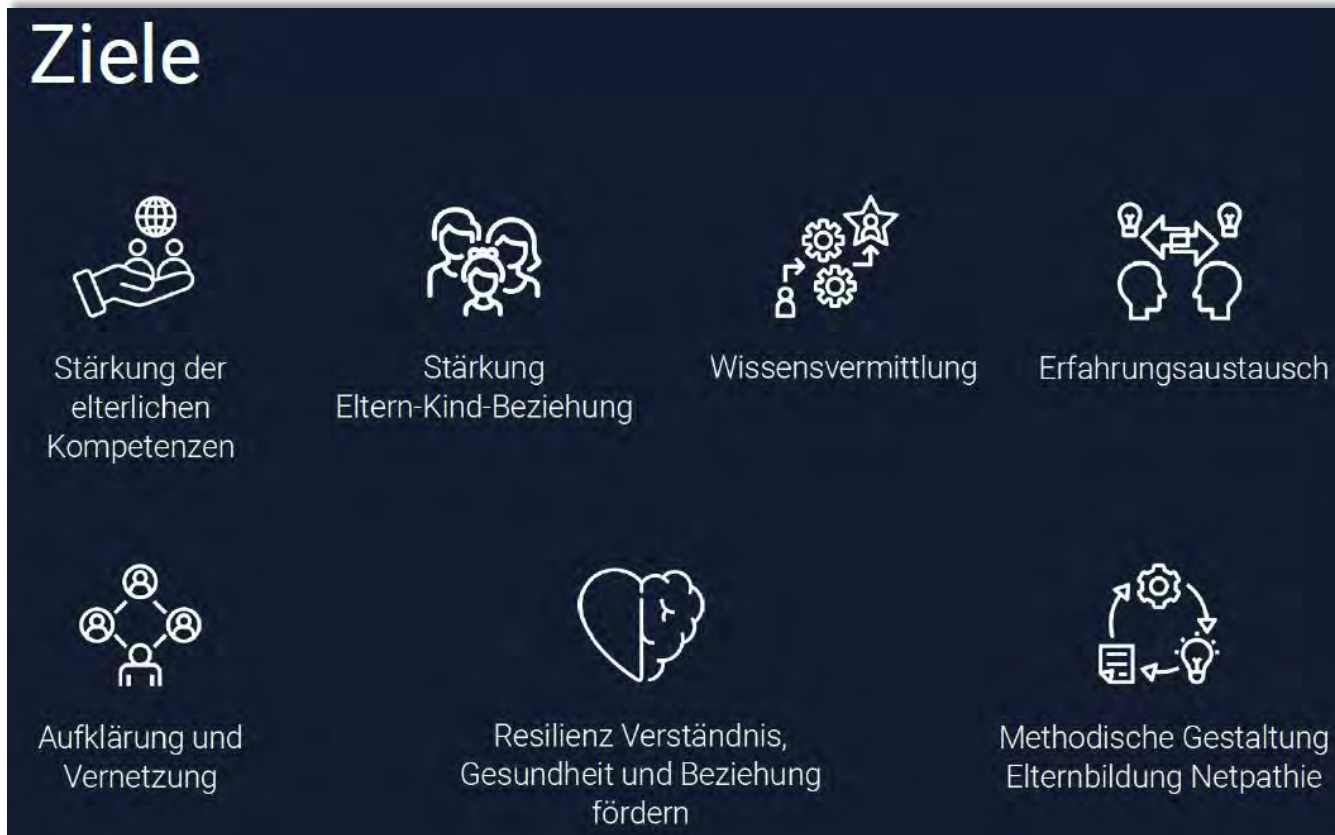 Ziele
Stärkung der
elterlichen
Kompetenzen
Stärkung
Eltern-Kind-Beziehung
Wissensvermittlung
Erfahrungsaustausch
Aufklärung und
Vernetzung
Resilienz Verständnis,
Gesundheit und Beziehung
fördern
Methodische Gestaltung
Elternbildung Netpathie